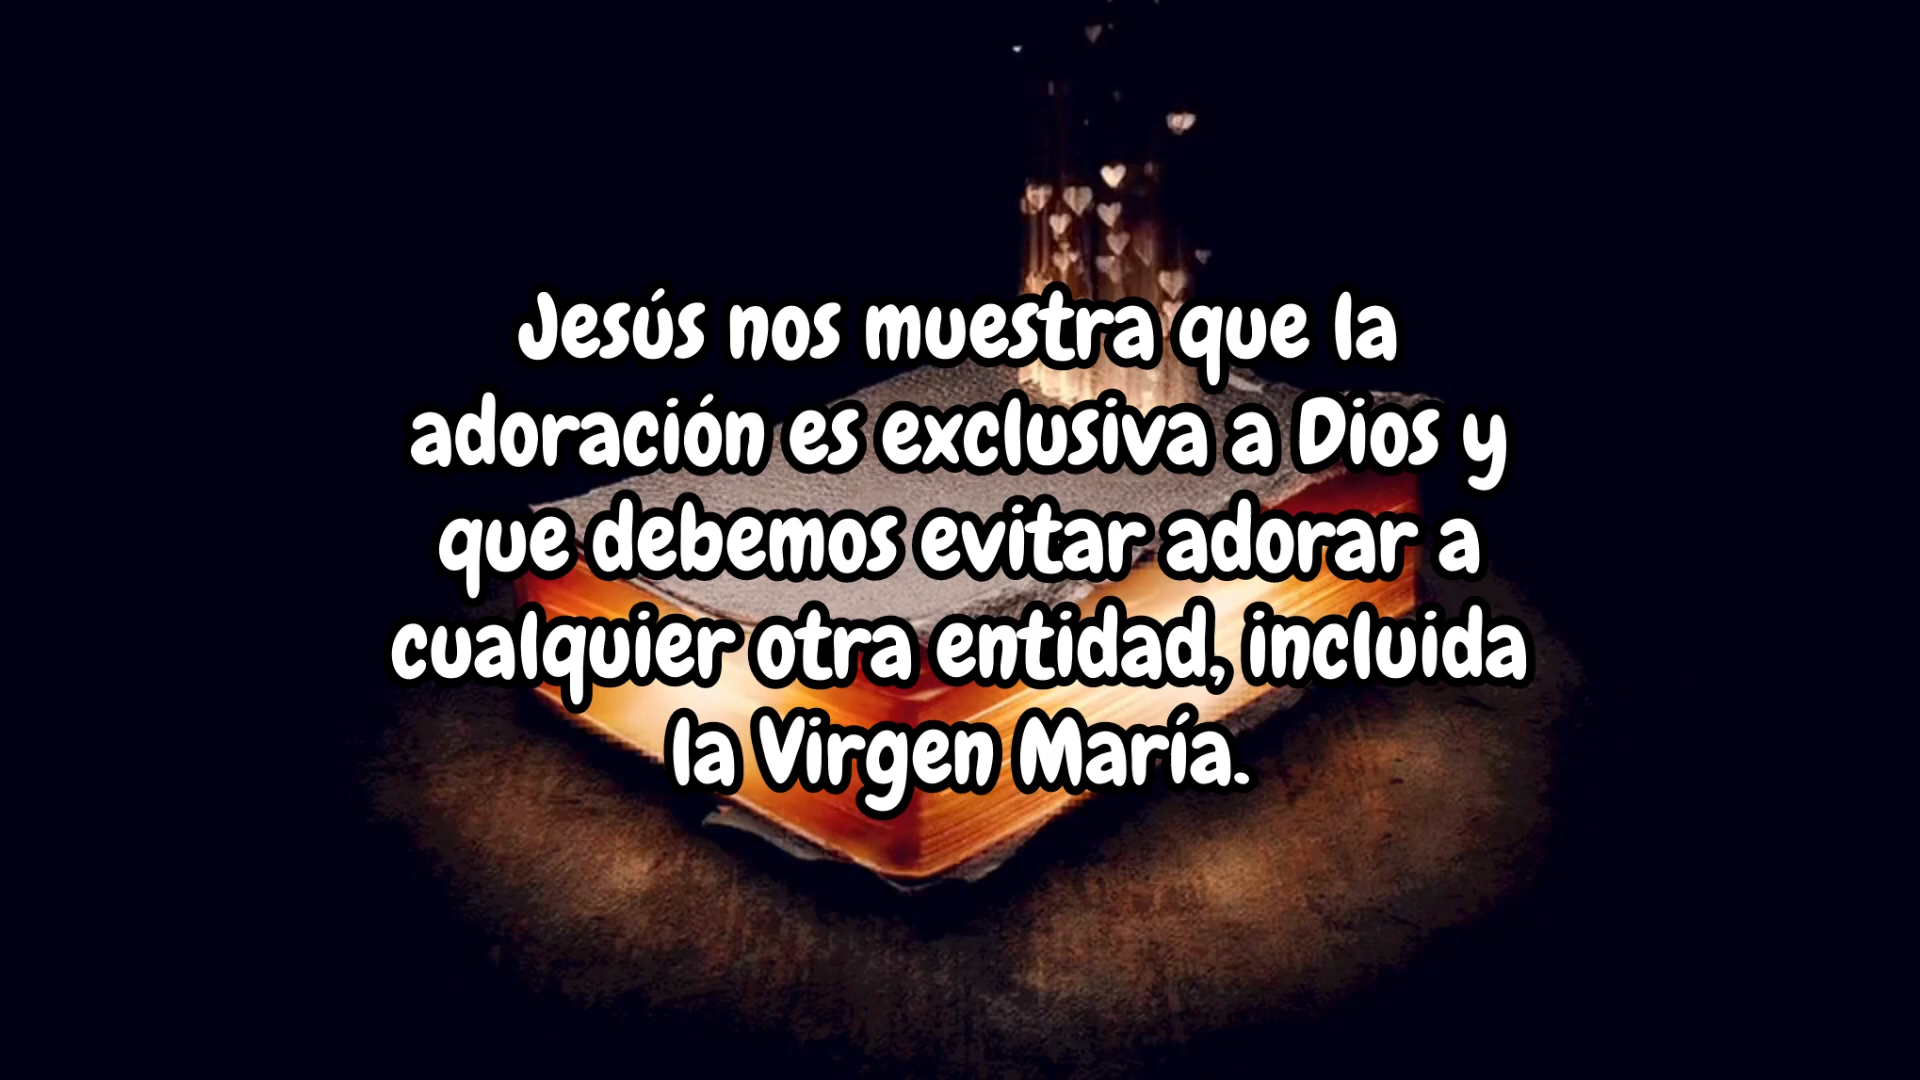 Jesús nos muestra que la
adoración es exclusiva a Dios y
que debemos evitar adorar a
cualquier otra entidad, incluida
la Virgen María.